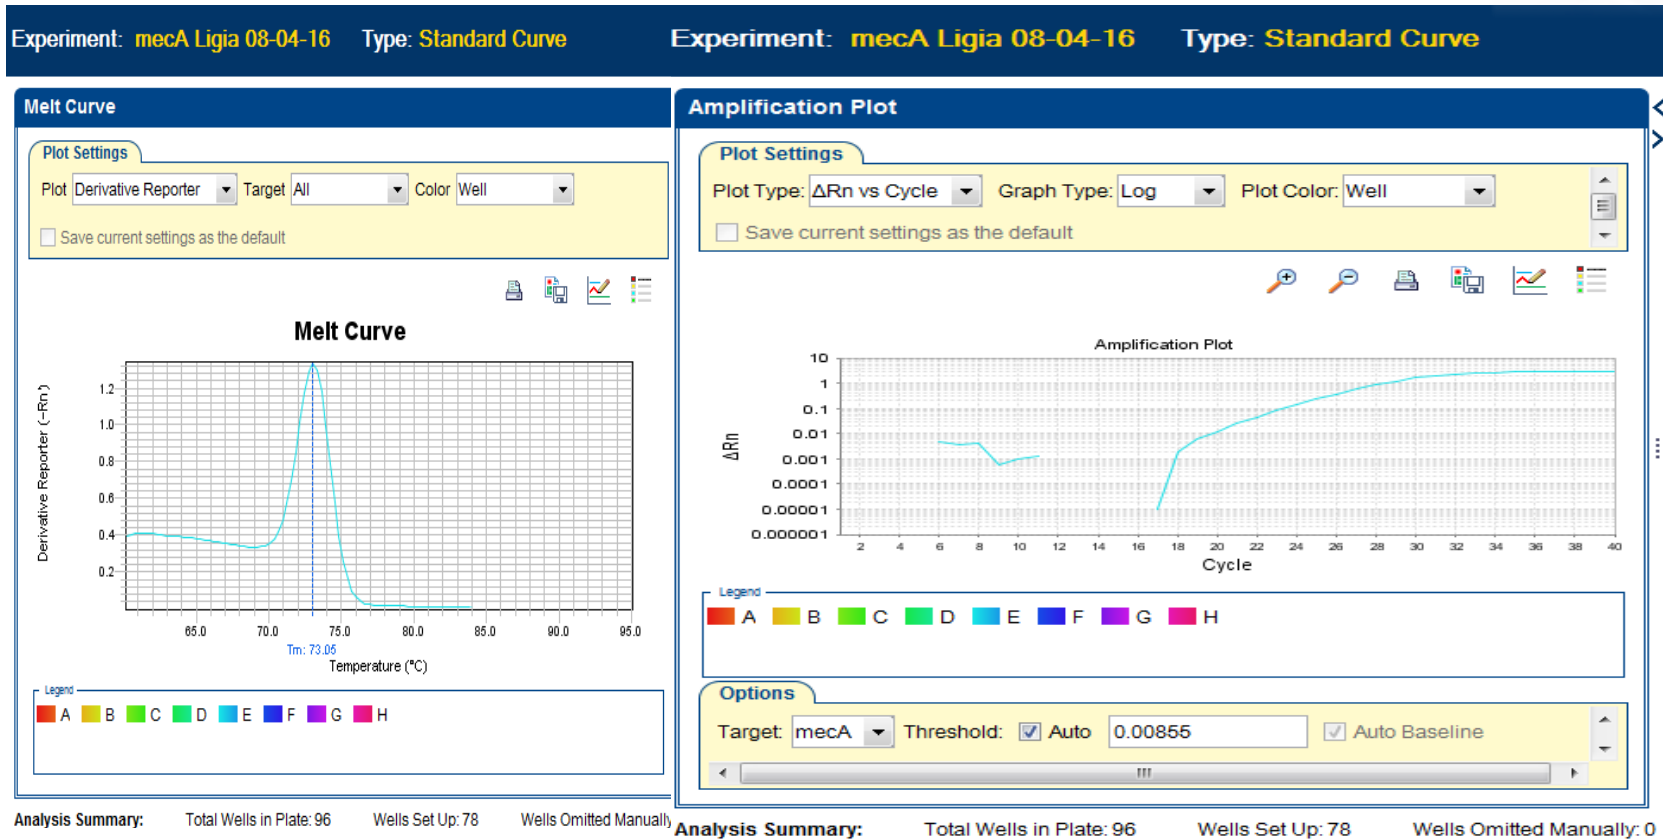 Experiment: mecA Ligia 08-04-16 Type: Standard Curve
Melt Curve
Plot Settings
Plot Derivative Reporter Target All Color Well
Save current settings as the default
Melt Curve
Derivative Reporter (-Rn')
1.2
1.0
0.8
0.6
0.4
0.2
65.0 70.0 75.0 80.0 85.0 90.0 95.0
Tm: 73.05
Temperature (°C)
Legend
A B C D E F G H
Analysis Summary: Total Wells in Plate: 96 Wells Set Up: 78 Wells Omitted Manually
Experiment: mecA Ligia 08-04-16 Type: Standard Curve
Amplification Plot
Plot Settings
Plot Type: ΔRn vs Cycle Graph Type: Log Plot Color: Well
Save current settings as the default
Amplification Plot
ΔRn
10
1
0.1
0.01
0.001
0.0001
0.00001
0.000001
2 4 6 8 10 12 14 16 18 20 22 24 26 28 30 32 34 36 38 40
Cycle
Legend
A B C D E F G H
Options
Target: mecA Threshold: Auto 0.00855 Auto Baseline
Analysis Summary: Total Wells in Plate: 96 Wells Set Up: 78 Wells Omitted Manually: 0